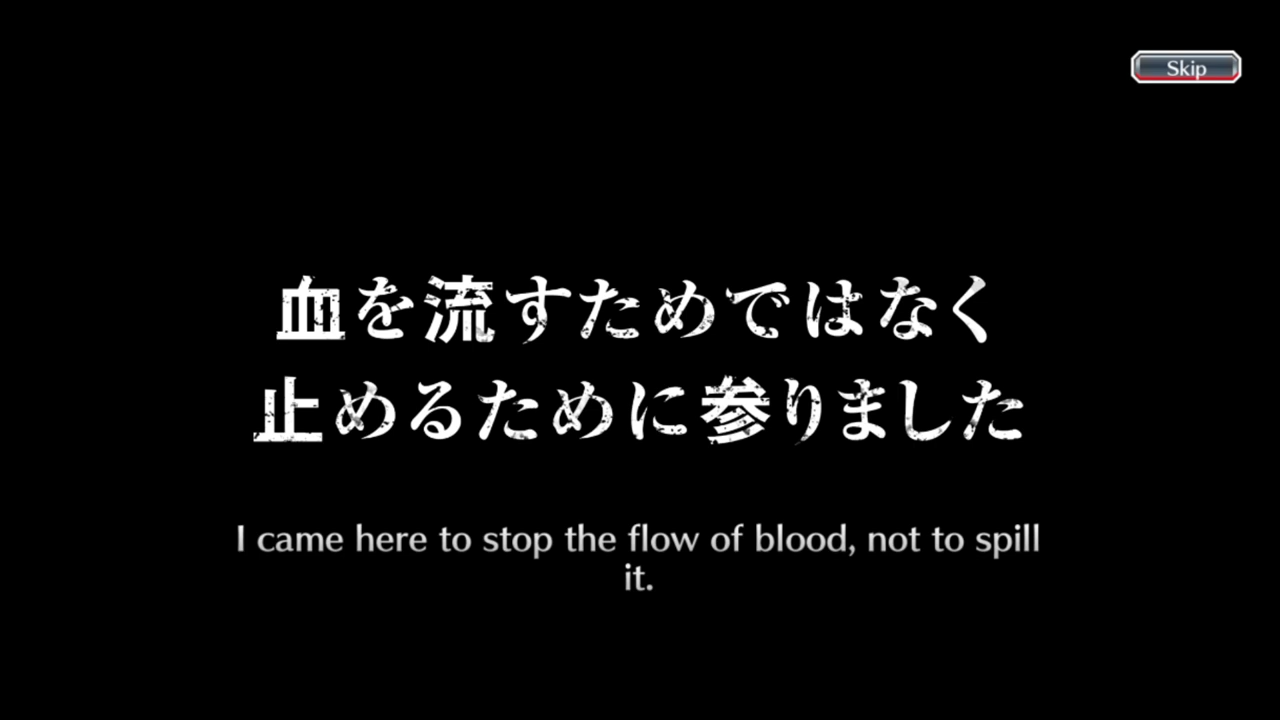 Skip
血を流すためではなく
止めるために参りました
I came here to stop the flow of blood, not to spill
it.